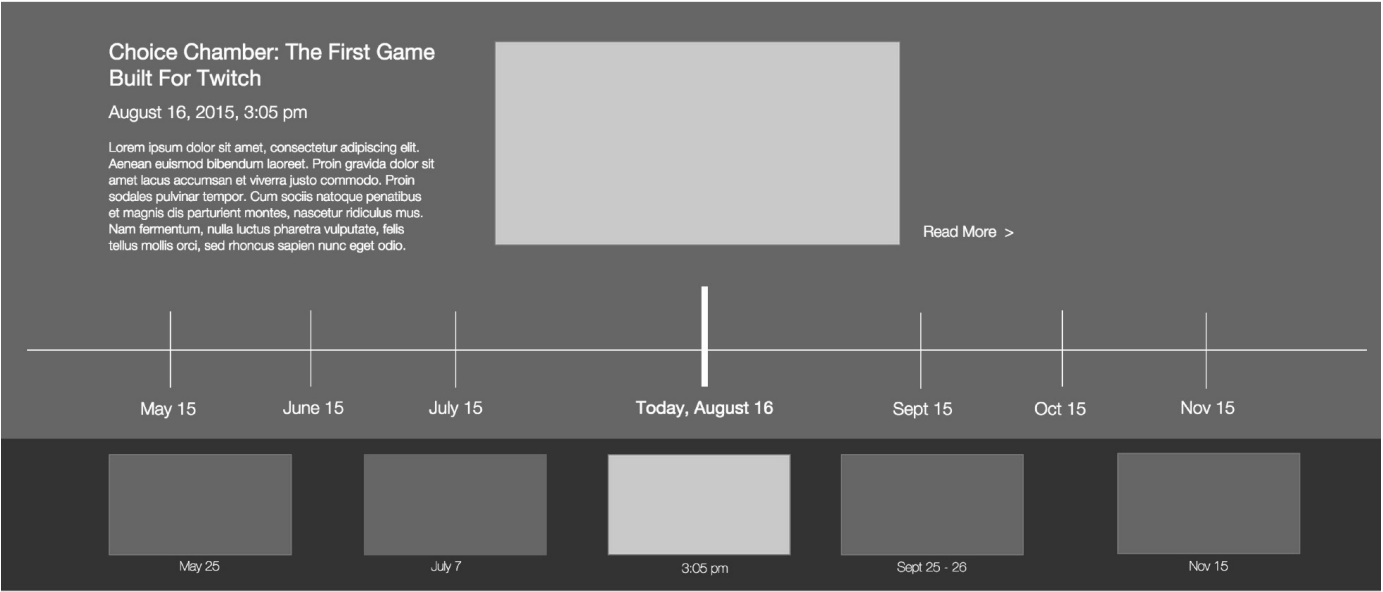 Choice Chamber: The First Game
Built For Twitch
August 16, 2015, 3:05 pm
Lorem ipsum dolor sit amet, consectetur adipiscing elit.
Aenean euismod bibendum laoreet. Proin gravida dolor sit
amet lacus accumsan et viverra justo commodo. Proin
sodales pulvinar tempor. Cum sociis natoque penatibus
et magnis dis parturient montes, nascetur ridiculus mus.
Nam fermentum, nulla luctus pharetra vulputate, felis
tellus mollis orci, sed rhoncus sapien nunc eget odio.
Read More >
May 15
June 15
July 15
Today, August 16
Sept 15
Oct 15
Nov 15
May 25
July 7
3:05 pm
Sept 25 - 26
Nov 15